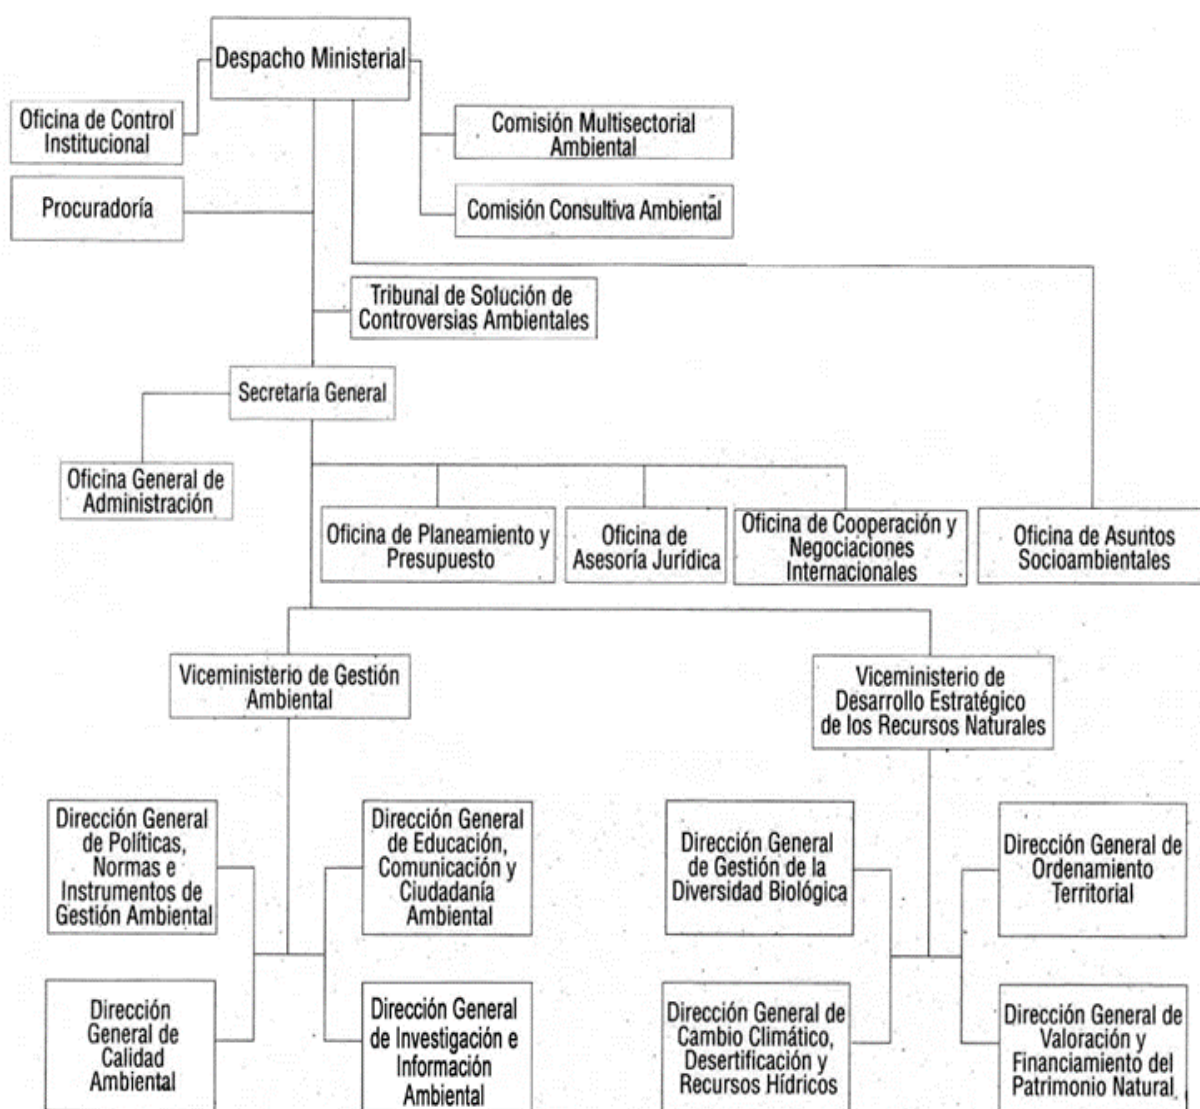 Despacho Ministerial
Oficina de Control
Institucional
Comisión Multisectorial
Ambiental
Procuradoría
Comisión Consultiva Ambiental
Tribunal de Solución de
Controversias Ambientales
Secretaría General
Oficina General de
Administración
Oficina de Planeamiento y
Presupuesto
Oficina de
Asesoría Jurídica
Oficina de Cooperación y
Negociaciones
Internacionales
Oficina de Asuntos
Socioambientales
Viceministerio de Gestión
Ambiental
Viceministerio de
Desarrollo Estratégico
de los Recursos Naturales
Dirección General
de Políticas,
Normas e
Instrumentos de
Gestión Ambiental
Dirección General
de Educación,
Comunicación y
Ciudadanía
Ambiental
Dirección General
de Gestión de la
Diversidad Biológica
Dirección General de
Ordenamiento
Territorial
Dirección
General de
Calidad
Ambiental
Dirección General
de Investigación e
Información
Ambiental
Dirección General de
Cambio Climático,
Desertificación y
Recursos Hídricos
Dirección General de
Valoración y
Financiamiento del
Patrimonio Natural